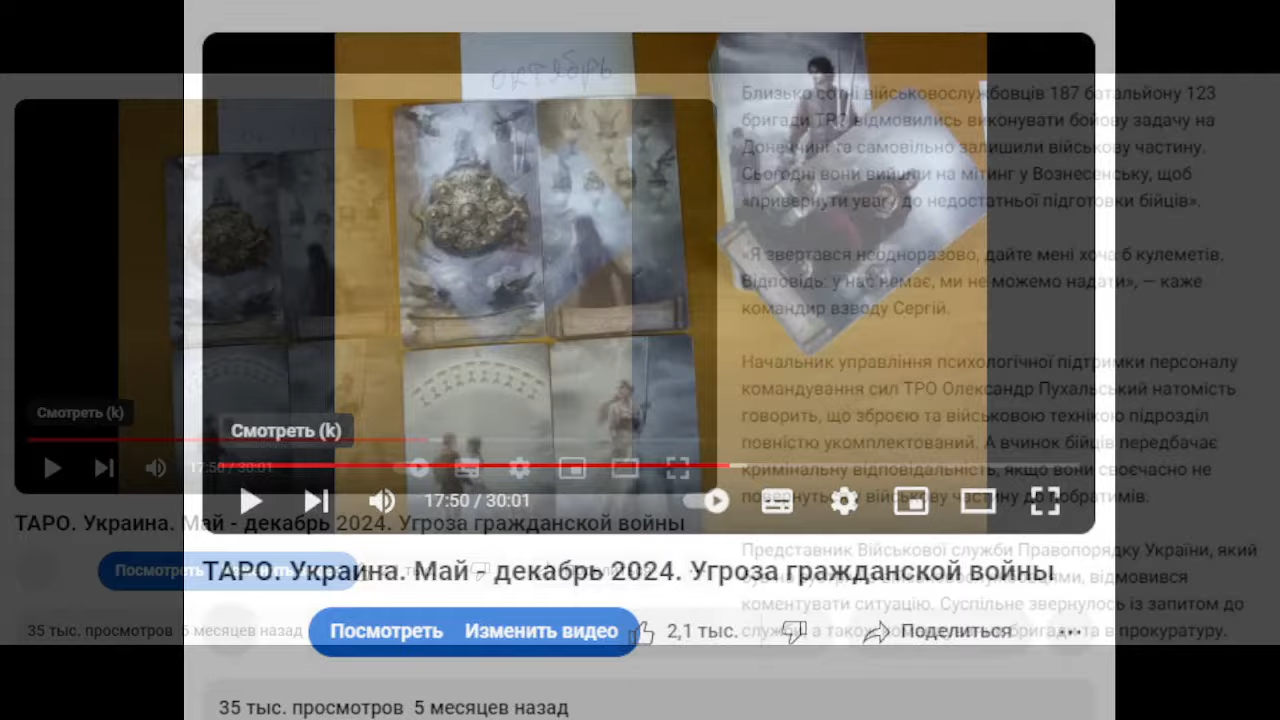 октябрь
Близько сотні військовослужбовців 187 батальйону 123
бригади ТРО відмовились виконувати бойову задачу на
Донеччині та самовільно залишили військову частину.
Сьогодні вони вийшли на мітинг у Вознесенську, щоб
«привернути увагу до недостатньої підготовки бійців».
«Я звертався неодноразово, дайте мені хоча б кулеметів.
Відповідь: у нас немає, ми не можемо надати», — каже
командир взводу Сергій.
Начальник управління психологічної підтримки персоналу
командування сил ТРО Олександр Пухальський натомість
говорить, що зброєю та військовою технікою підрозділ
повністю укомплектований. А вчинок бійців передбачає
кримінальну відповідальність, якщо вони своєчасно не
повернуться у військову частину до побратимів.
Представник Військової служби Правопорядку України, який
відмовився
коментувати ситуацію. Суспільне звернулось із запитом до
служби, а також бригади та в прокуратуру.
Смотреть (k)
17:50 / 30:01
ТАРО. Украина. Май - декабрь 2024. Угроза гражданской войны
Посмотреть
35 тыс. просмотров 5 месяцев назад
Смотреть (k)
17:50 / 30:01
ТАРО. Украина. Май - декабрь 2024. Угроза гражданской войны
Посмотреть Изменить видео 2,1 тыс. Поделиться
35 тыс. просмотров 5 месяцев назад